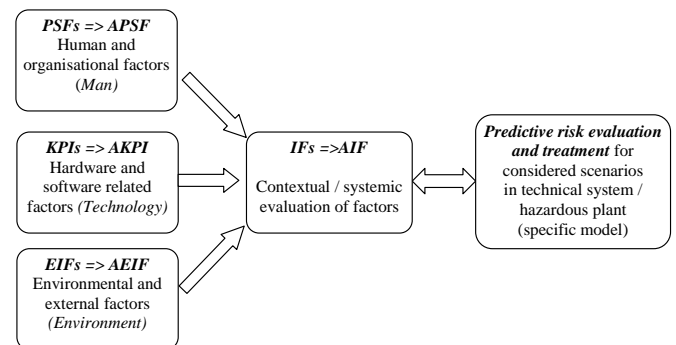 PSFs => APSF
Human and
organisational factors
(Man)
KPIs => AKPI
Hardware and
software related
factors (Technology)
EIFs => AEIF
Environmental and
external factors
(Environment)
IFs =>AIF
Contextual / systemic
evaluation of factors
Predictive risk evaluation
and treatment for
considered scenarios
in technical system /
hazardous plant
(specific model)